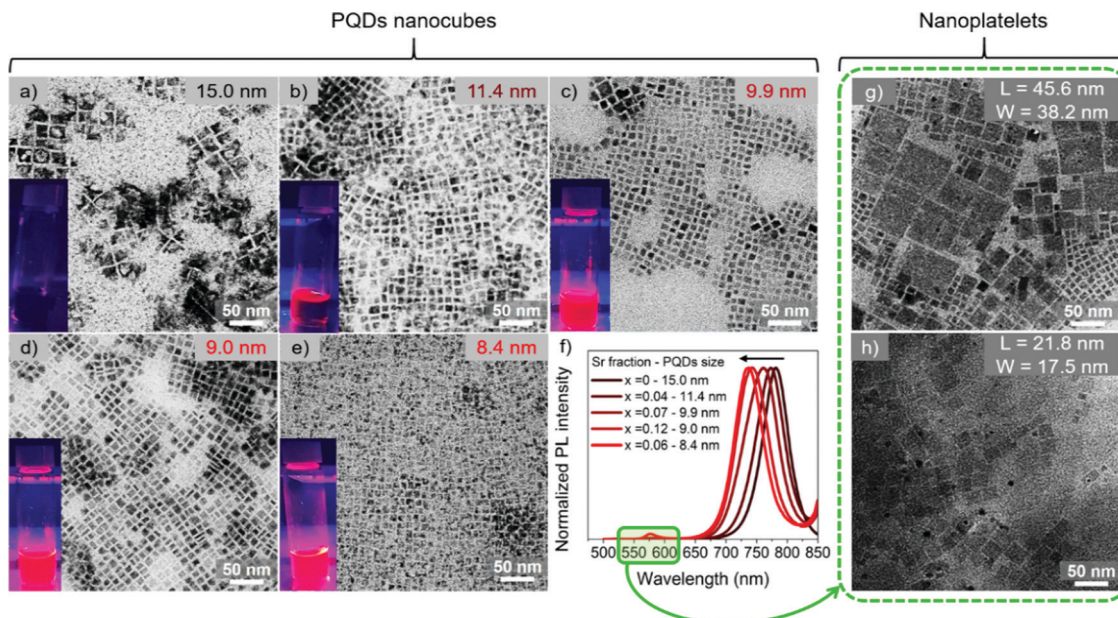 PQDs nanocubes
Nanoplatelets
a) 15.0 nm
50 nm
b) 11.4 nm
50 nm
c) 9.9 nm
50 nm
g) L = 45.6 nm
W = 38.2 nm
50 nm
d) 9.0 nm
50 nm
e) 8.4 nm
50 nm
f)
Sr fraction - PQDs size
x =0 - 15.0 nm
x =0.04 - 11.4 nm
x =0.07 - 9.9 nm
x =0.12 - 9.0 nm
x =0.06 - 8.4 nm
Normalized PL intensity
500 550 600 650 700 750 800 850
Wavelength (nm)
h) L = 21.8 nm
W = 17.5 nm
50 nm